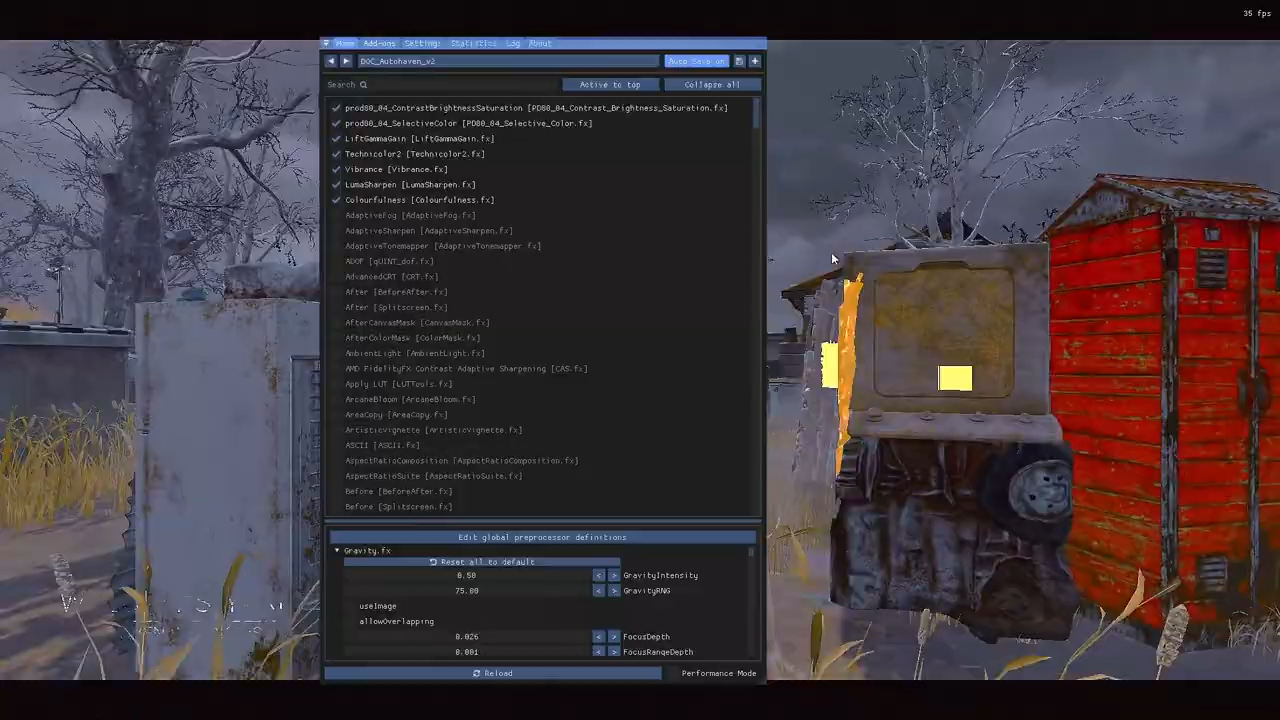 35 fps
Home Add-ons Settings Statistics Log About
DOC_Autohaven_v2 Auto Save on
Search Active to top Collapse all
prod80_04_ContrastBrightnessSaturation [PD80_04_Contrast_Brightness_Saturation.fx]
prod80_04_SelectiveColor [PD80_04_Selective_Color.fx]
LiftGammaGain [LiftGammaGain.fx]
Technicolor2 [Technicolor2.fx]
Vibrance [Vibrance.fx]
LumaSharpen [LumaSharpen.fx]
Colourfulness [Colourfulness.fx]
AdaptiveFog [AdaptiveFog.fx]
AdaptiveSharpen [AdaptiveSharpen.fx]
AdaptiveTonemapper [AdaptiveTonemapper.fx]
ADOF [qUINT_dof.fx]
AdvancedCRT [CRT.fx]
After [BeforeAfter.fx]
After [Splitscreen.fx]
AfterCanvasMask [CanvasMask.fx]
AfterColorMask [ColorMask.fx]
AmbientLight [AmbientLight.fx]
AMD FidelityFX Contrast Adaptive Sharpening [CAS.fx]
Apply LUT [LUTTools.fx]
ArcaneBloom [ArcaneBloom.fx]
AreaCopy [AreaCopy.fx]
ArtisticVignette [ArtisticVignette.fx]
ASCII [ASCII.fx]
AspectRatioComposition [AspectRatioComposition.fx]
AspectRatioSuite [AspectRatioSuite.fx]
Before [BeforeAfter.fx]
Before [Splitscreen.fx]
Edit global preprocessor definitions
Gravity.fx
Reset all to default
0.50 < > GravityIntensity
75.00 < > GravityRNG
useImage
allowOverlapping
0.026 < > FocusDepth
0.001 < > FocusRangeDepth
Reload Performance Mode